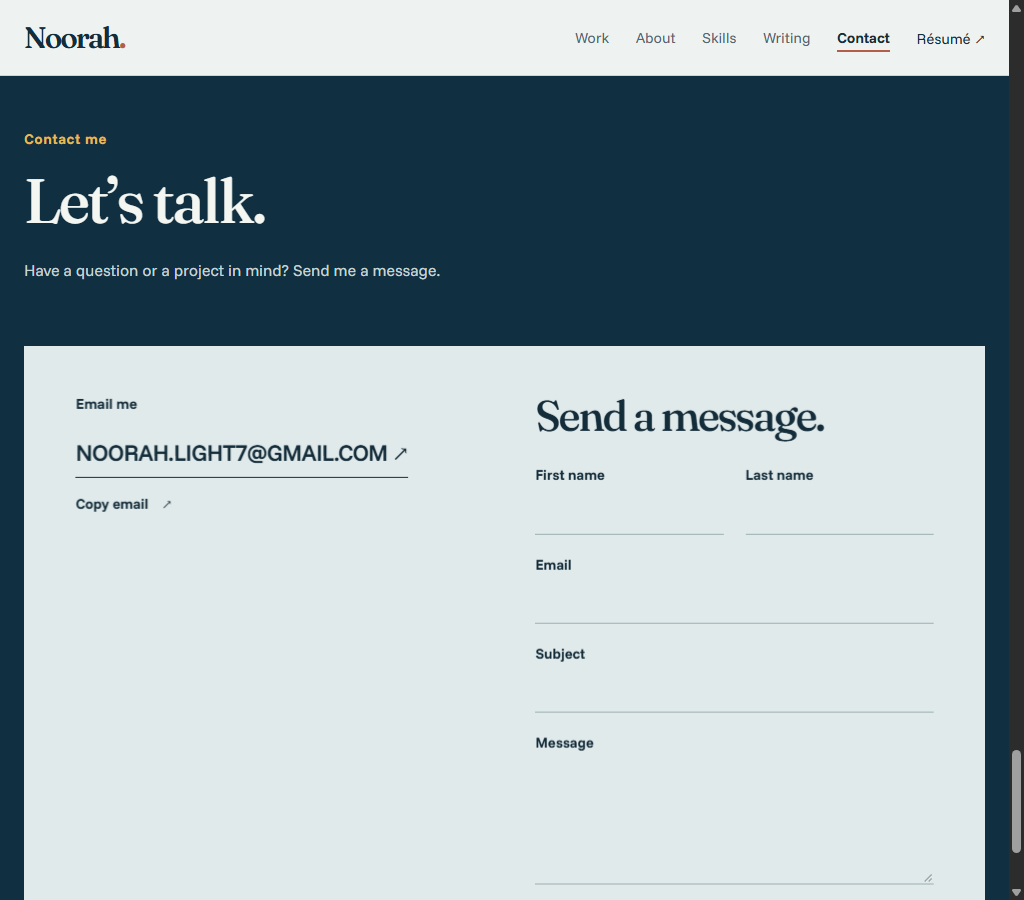 Noorah.
Work About Skills Writing Contact Résumé ↗
Contact me
Let’s talk.
Have a question or a project in mind? Send me a message.
Email me
NOORAH.LIGHT7@GMAIL.COM ↗
Copy email ↗
Send a message.
First name Last name
Email
Subject
Message